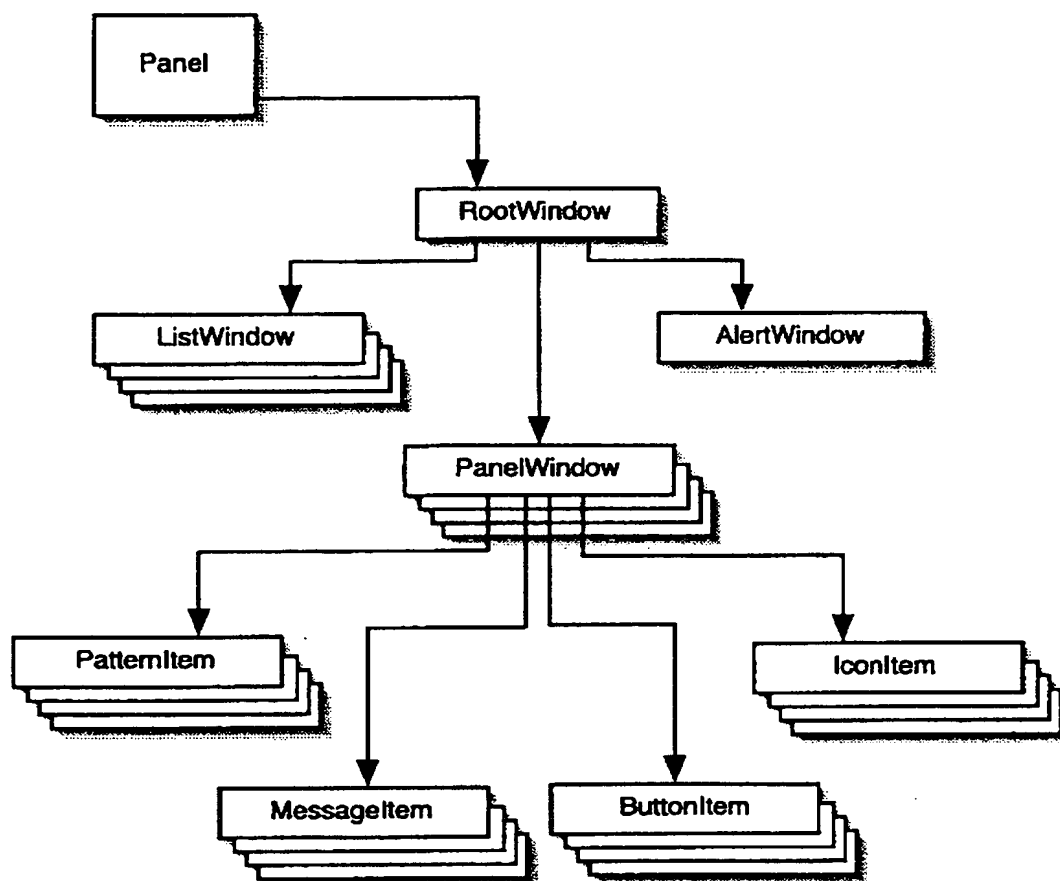 Panel
RootWindow
ListWindow
AlertWindow
PanelWindow
PatternItem
IconItem
MessageItem
ButtonItem